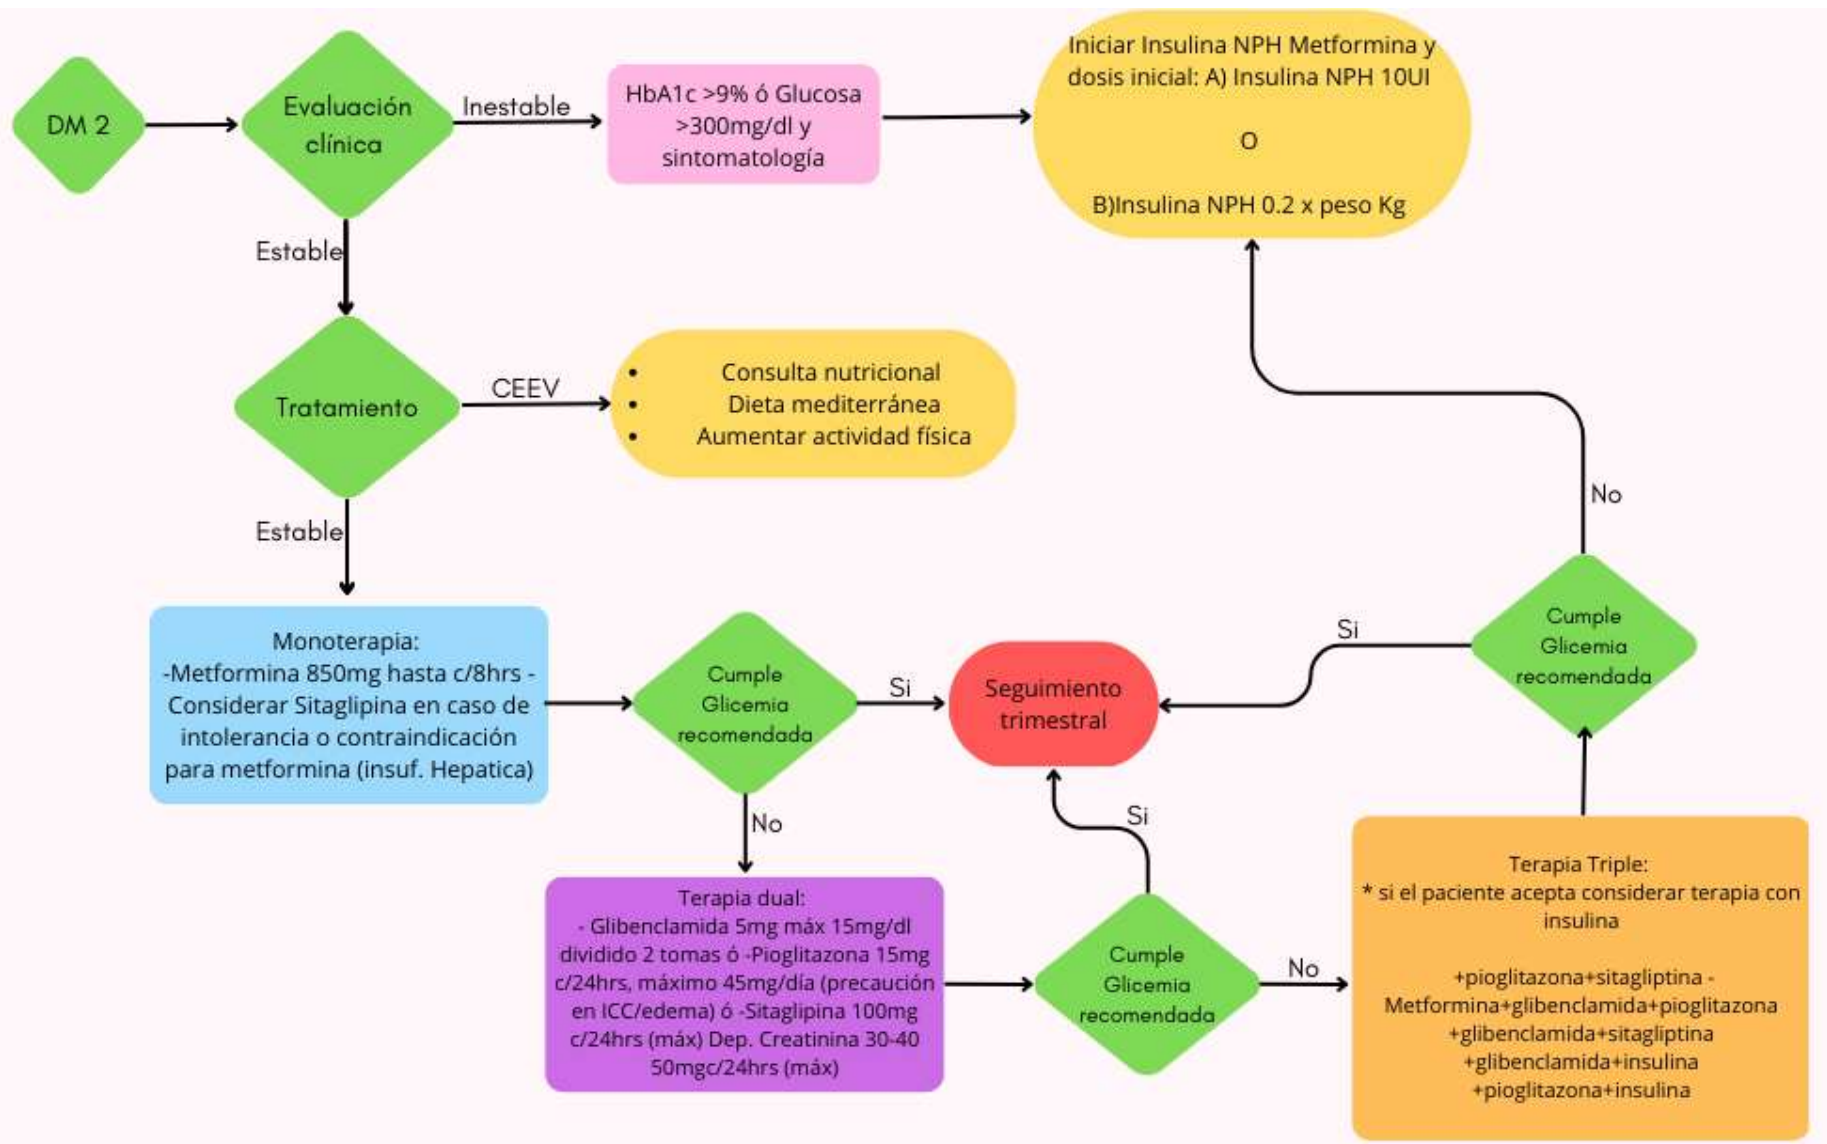 DM 2
Evaluación
clínica
Inestable
HbA1c >9% ó Glucosa
>300mg/dl y
sintomatología
Iniciar Insulina NPH Metformina y
dosis inicial: A) Insulina NPH 10UI
O
B)Insulina NPH 0.2 x peso Kg
Estable
Tratamiento
CEEV
• Consulta nutricional
• Dieta mediterránea
• Aumentar actividad física
Estable
Monoterapia:
-Metformina 850mg hasta c/8hrs -
Considerar Sitaglipina en caso de
intolerancia o contraindicación
para metformina (insuf. Hepatica)
Cumple
Glicemia
recomendada
Si
Seguimiento
trimestral
No
Terapia dual:
- Glibenclamida 5mg máx 15mg/dl
dividido 2 tomas ó -Pioglitazona 15mg
c/24hrs, máximo 45mg/día (precaución
en ICC/edema) ó -Sitaglipina 100mg
c/24hrs (máx) Dep. Creatinina 30-40
50mgc/24hrs (máx)
Cumple
Glicemia
recomendada
Si
No
Terapia Triple:
* si el paciente acepta considerar terapia con
insulina
+pioglitazona+sitagliptina -
Metformina+glibenclamida+pioglitazona
+glibenclamida+sitagliptina
+glibenclamida+insulina
+pioglitazona+insulina
Cumple
Glicemia
recomendada
Si
No